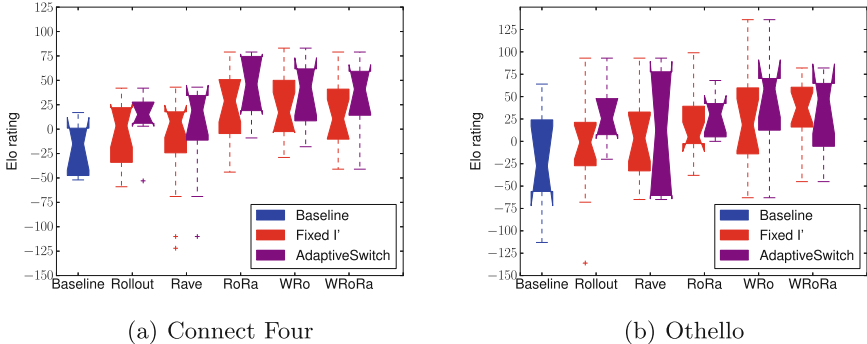 125
100
75
50
25
0
−25
−50
−75
−100
−125
−150
Elo rating
Baseline Rollout Rave RoRa WRo WRoRa
Baseline
Fixed I'
AdaptiveSwitch
(a) Connect Four
125
100
75
50
25
0
−25
−50
−75
−100
−125
−150
Elo rating
Baseline Rollout Rave RoRa WRo WRoRa
Baseline
Fixed I'
AdaptiveSwitch
(b) Othello